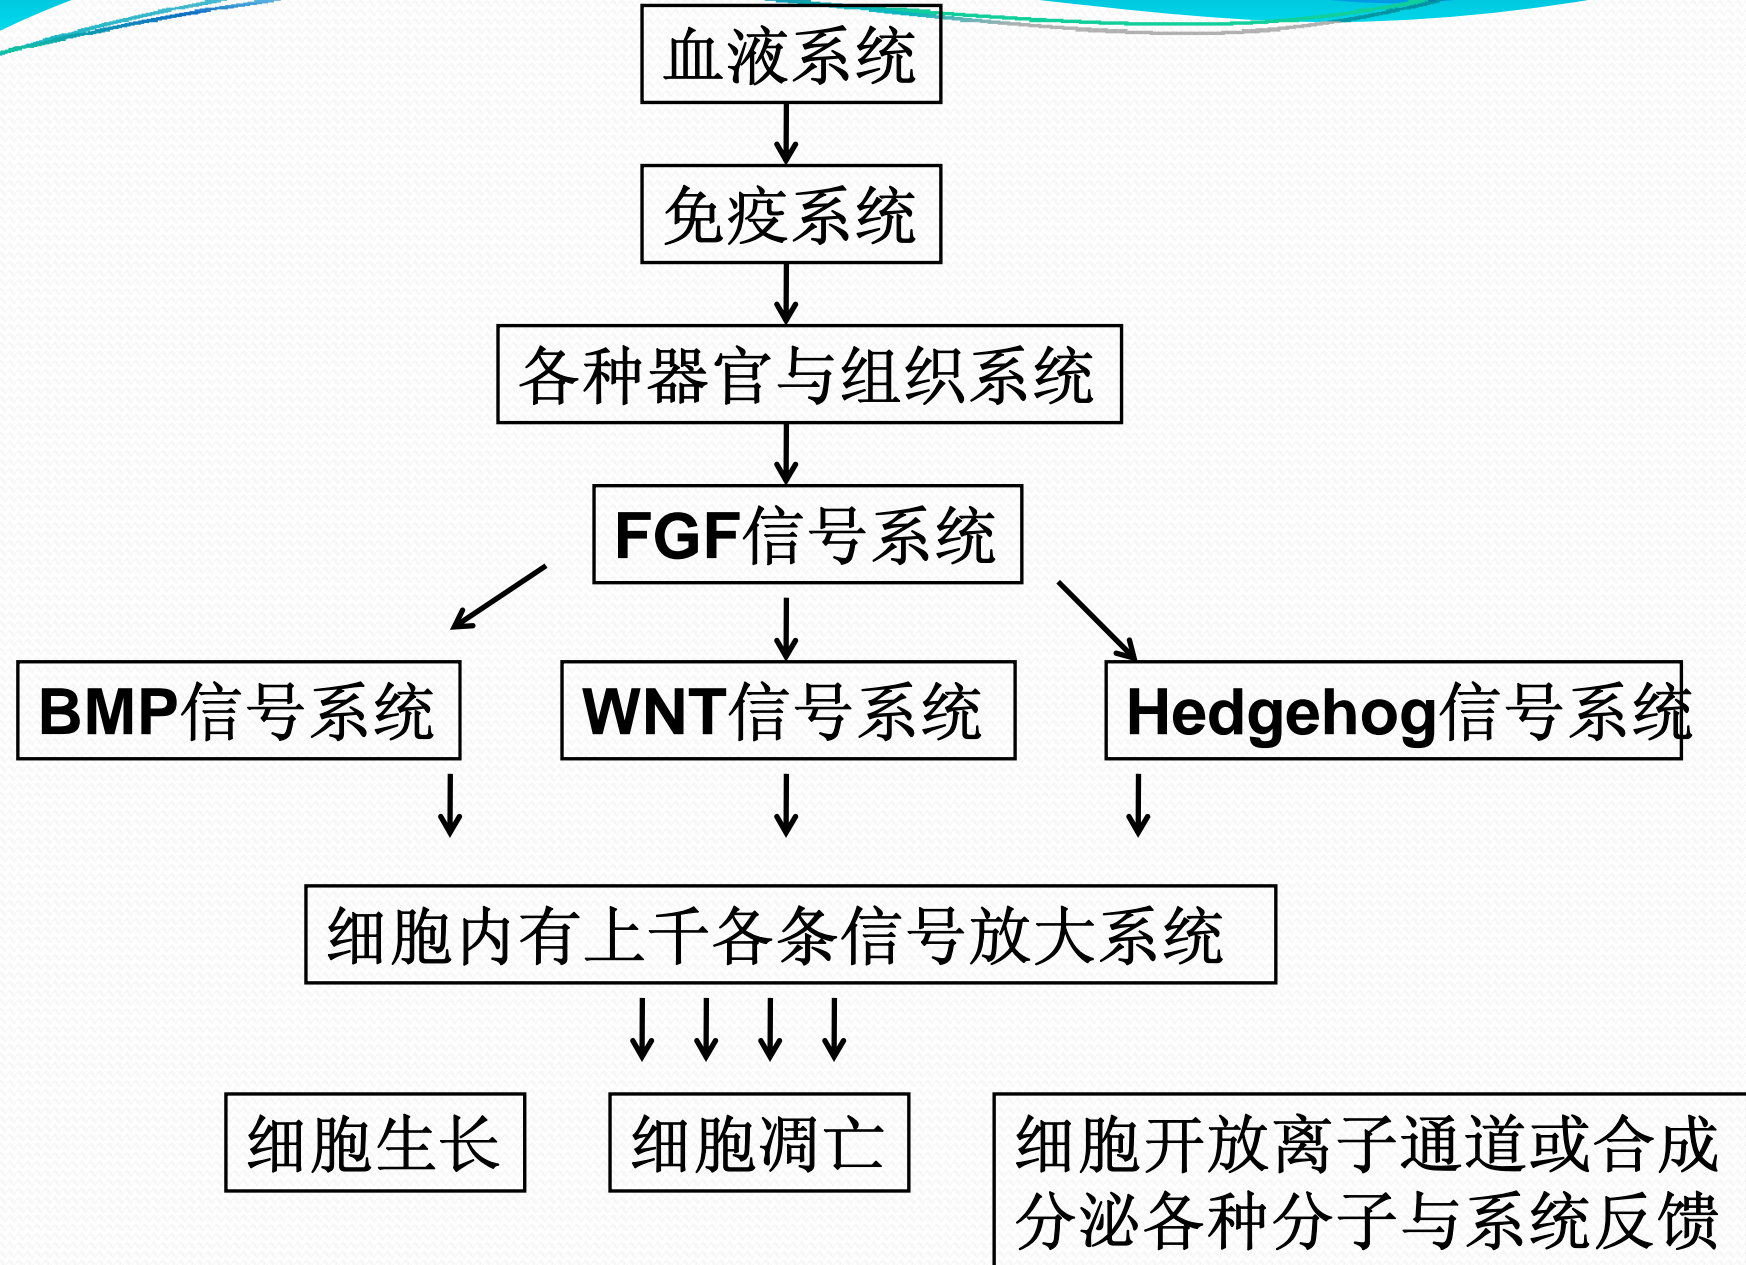 血液系统
免疫系统
各种器官与组织系统
FGF信号系统
BMP信号系统
WNT信号系统
Hedgehog信号系统
细胞内有上千各条信号放大系统
细胞生长
细胞凋亡
细胞开放离子通道或合成
分泌各种分子与系统反馈